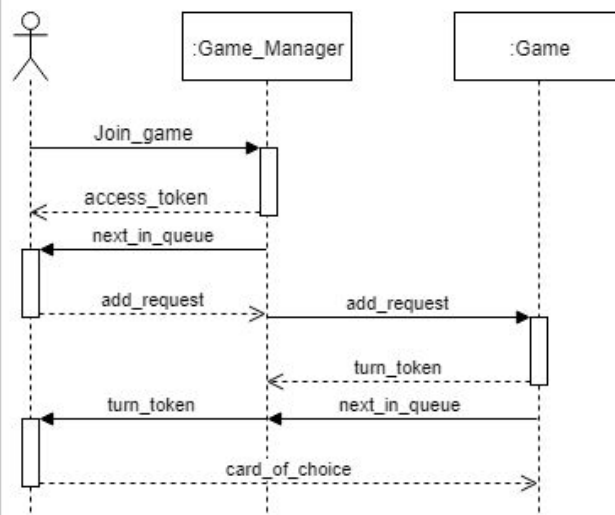 :Game_Manager
:Game
Join_game
access_token
next_in_queue
add_request
add_request
turn_token
turn_token
next_in_queue
card_of_choice